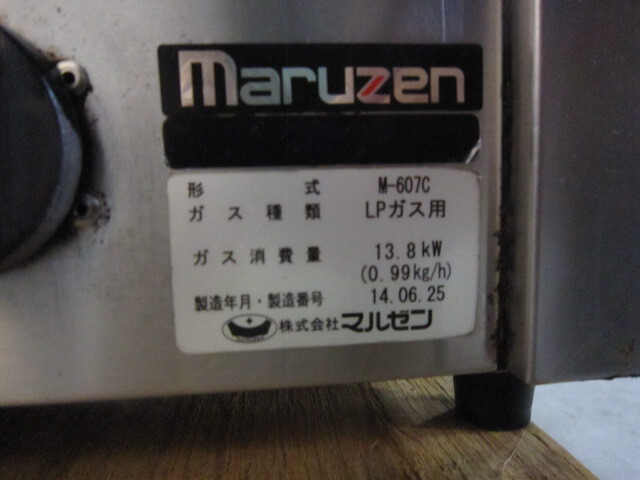 maruzen
形式 M-607C
ガス種類 LPガス用
ガス消費量 13.8kW
(0.99kg/h)
製造年月・製造番号 14.06.25
株式会社マルゼン